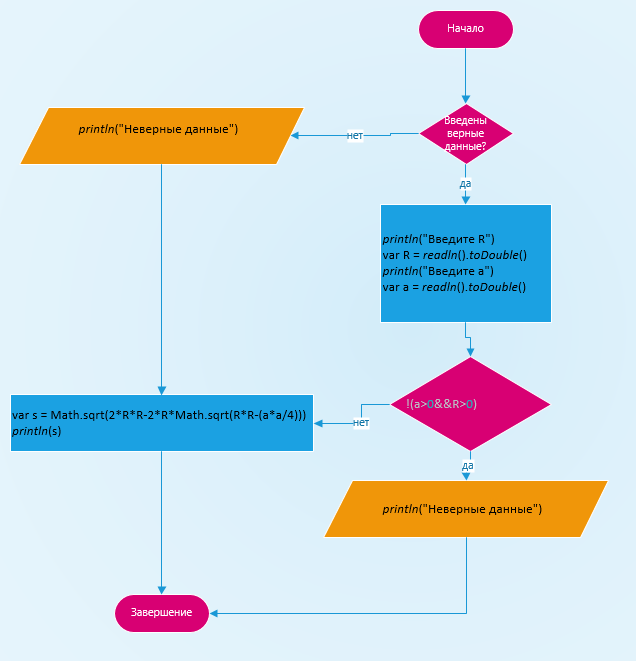 Начало
Введены
верные
данные?
нет
println("Неверные данные")
да
println("Введите R")
var R = readln().toDouble()
println("Введите a")
var a = readln().toDouble()
!(a>0&&R>0)
нет
var s = Math.sqrt(2*R*R-2*R*Math.sqrt(R*R-(a*a/4)))
println(s)
да
println("Неверные данные")
Завершение